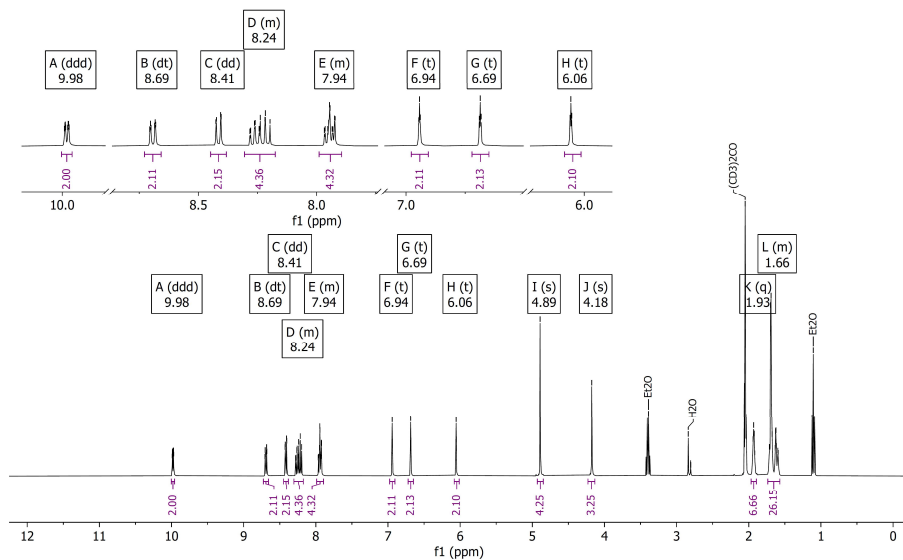 D (m)
8.24
A (ddd)
9.98
B (dt)
8.69
C (dd)
8.41
E (m)
7.94
F (t)
6.94
G (t)
6.69
H (t)
6.06
2.00
2.11
2.15
4.36
4.32
2.11
2.13
2.10
10.0
8.5
8.0
7.0
6.0
f1 (ppm)
(CD3)2CO
C (dd)
8.41
G (t)
6.69
L (m)
1.66
A (ddd)
9.98
B (dt)
8.69
E (m)
7.94
F (t)
6.94
H (t)
6.06
I (s)
4.89
J (s)
4.18
K (q)
1.93
D (m)
8.24
Et2O
H2O
Et2O
2.00
2.11
2.15
4.36
4.32
2.11
2.13
2.10
4.25
3.25
6.66
26.15
12
11
10
9
8
7
6
5
4
3
2
1
0
f1 (ppm)